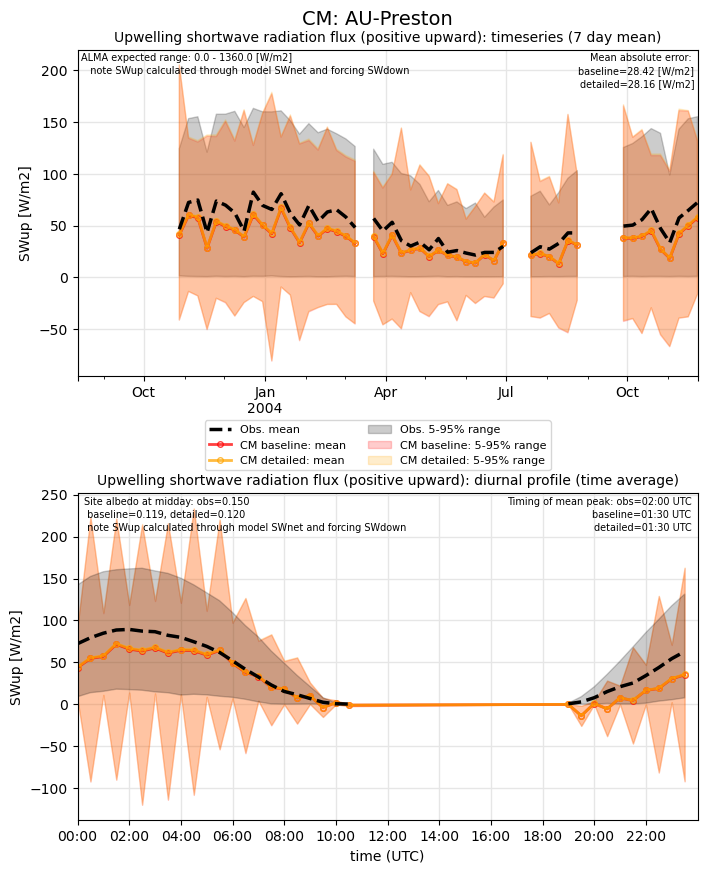 CM: AU-Preston
Upwelling shortwave radiation flux (positive upward): timeseries (7 day mean)
ALMA expected range: 0.0 - 1360.0 [W/m2]
note SWup calculated through model SWnet and forcing SWdown
Mean absolute error:
baseline=28.42 [W/m2]
detailed=28.16 [W/m2]
SWup [W/m2]
200
150
100
50
0
−50
Oct
Jan
2004
Apr
Jul
Oct
Obs. mean
CM baseline: mean
CM detailed: mean
Obs. 5-95% range
CM baseline: 5-95% range
CM detailed: 5-95% range
Upwelling shortwave radiation flux (positive upward): diurnal profile (time average)
Site albedo at midday: obs=0.150
baseline=0.119, detailed=0.120
note SWup calculated through model SWnet and forcing SWdown
Timing of mean peak: obs=02:00 UTC
baseline=01:30 UTC
detailed=01:30 UTC
SWup [W/m2]
250
200
150
100
50
0
−50
−100
00:00 02:00 04:00 06:00 08:00 10:00 12:00 14:00 16:00 18:00 20:00 22:00
time (UTC)